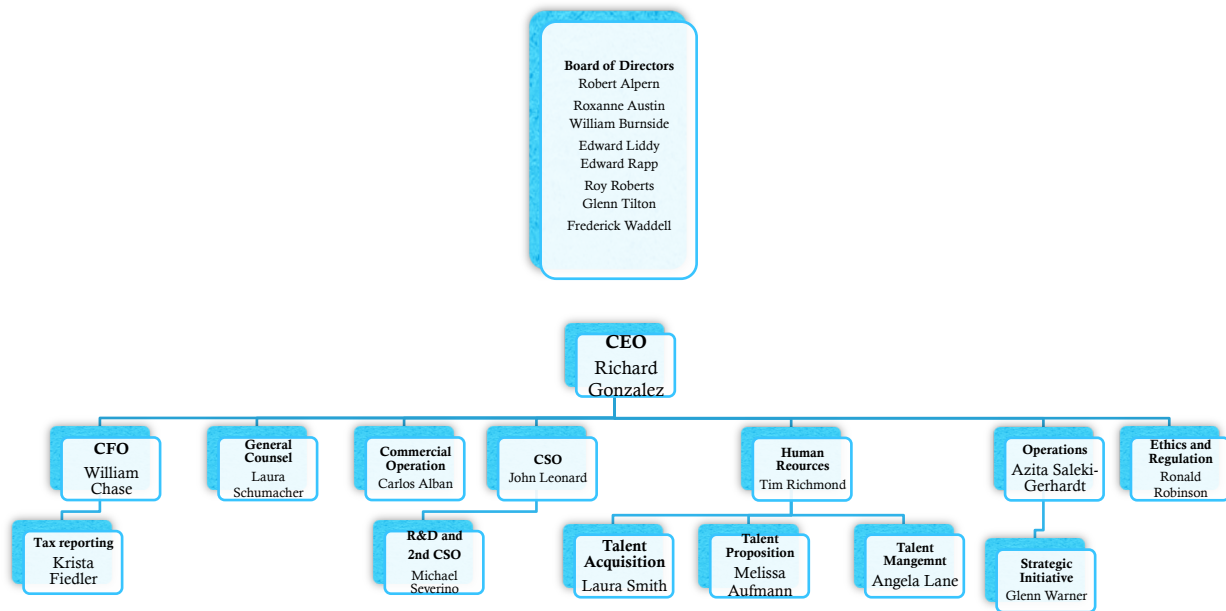 Board of Directors
Robert Alpern
Roxanne Austin
William Burnside
Edward Liddy
Edward Rapp
Roy Roberts
Glenn Tilton
Frederick Waddell
CEO
Richard
Gonzalez
CFO
William
Chase
General
Counsel
Laura
Schumacher
Commercial
Operation
Carlos Alban
CSO
John Leonard
Human
Reources
Tim Richmond
Operations
Azita Saleki-
Gerhardt
Ethics and
Regulation
Ronald
Robinson
Tax reporting
Krista
Fiedler
R&D and
2nd CSO
Michael
Severino
Talent
Acquisition
Laura Smith
Talent
Proposition
Melissa
Aufmann
Talent
Mangemnt
Angela Lane
Strategic
Initiative
Glenn Warner